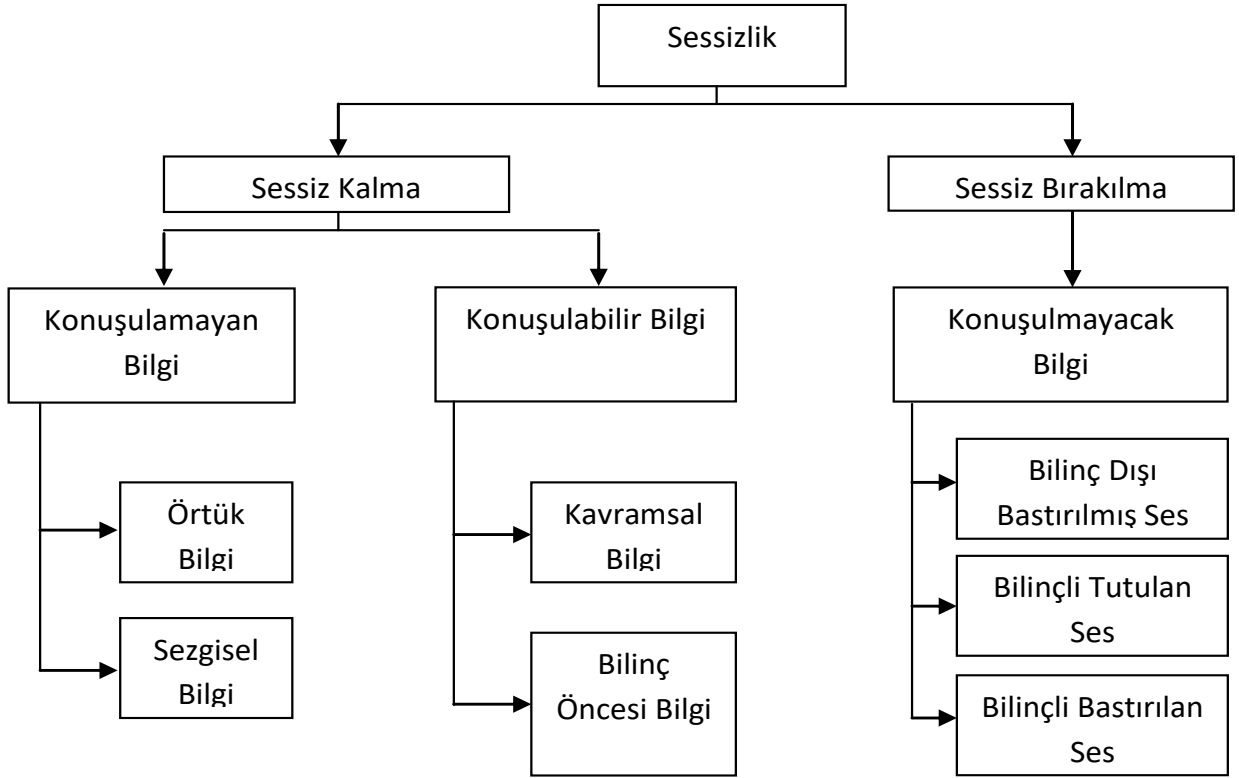 Sessizlik
Sessiz Kalma
Sessiz Bırakılma
Konuşulamayan
Bilgi
Konuşulabilir Bilgi
Konuşulmayacak
Bilgi
Örtük
Bilgi
Sezgisel
Bilgi
Kavramsal
Bilgi
Bilinç
Öncesi Bilgi
Bilinç Dışı
Bastırılmış Ses
Bilinçli Tutulan
Ses
Bilinçli Bastırılan
Ses